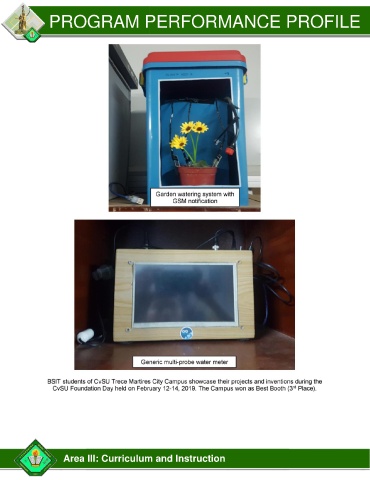 PROGRAM PERFORMANCE PROFILE
Garden watering system with
GSM notification
Generic multi-probe water meter
BSIT students of CvSU Trece Martires City Campus showcase their projects and inventions during the
CvSU Foundation Day held on February 12-14, 2019. The Campus won as Best Booth (3rd Place).
Area III: Curriculum and Instruction